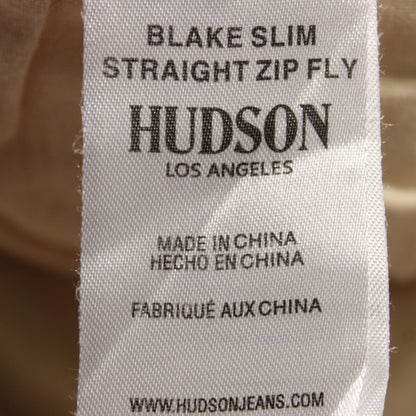 BLAKE SLIM
STRAIGHT ZIP FLY
HUDSON
LOS ANGELES
MADE IN CHINA
HECHO EN CHINA
FABRIQUÉ AUX CHINA
WWW.HUDSONJEANS.COM